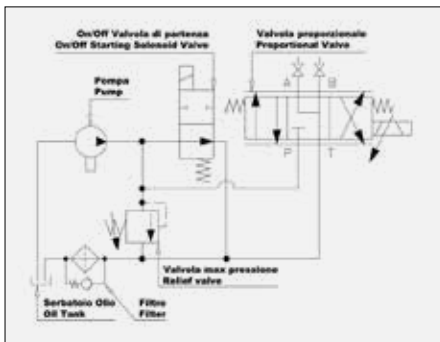 On/Off Valvola di partenza
On/Off Starting Solenoid Valve
Valvola proporzionale
Proportional Valve
Pompa
Pump
A B
P T
Valvola max pressione
Relief valve
Serbatoio Olio
Oil Tank
Filtro
Filter